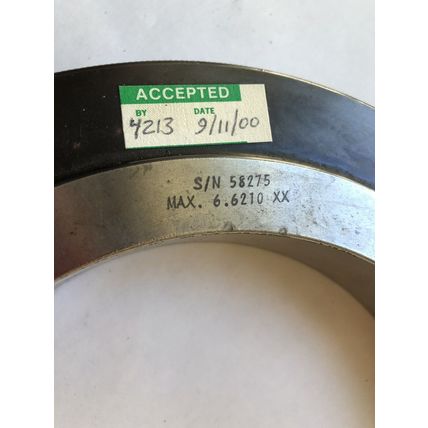 ACCEPTED
BY DATE
4213 9/11/00
S/N 58275
MAX. 6.6210 XX